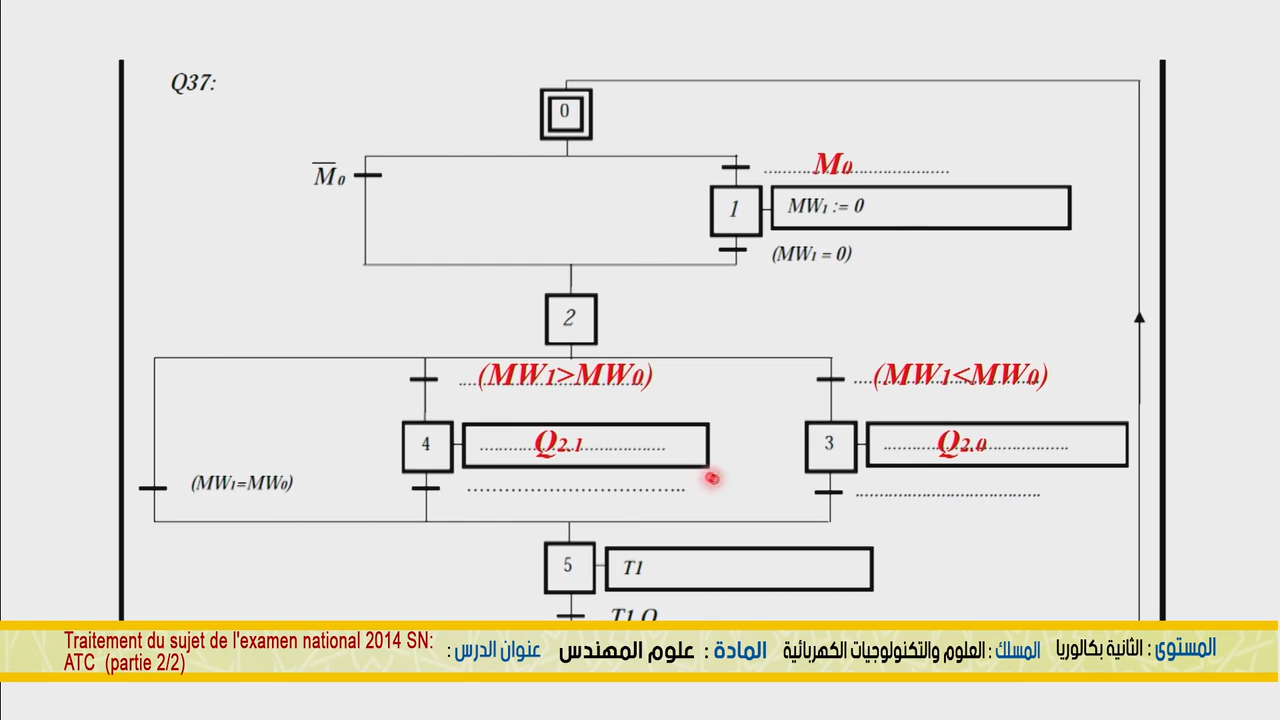 Q37:
0
M̅0
M0
1
MW1 := 0
(MW1 = 0)
2
(MW1>MW0)
(MW1<MW0)
4
Q2.1
3
Q2.0
(MW1=MW0)
5
T1
T1.Q
Traitement du sujet de l'examen national 2014 SN:
ATC (partie 2/2)
المستوى : الثانية بكالوريا المسلك : العلوم والتكنولوجيات الكهربائية المادة : علوم المهندس عنوان الدرس :